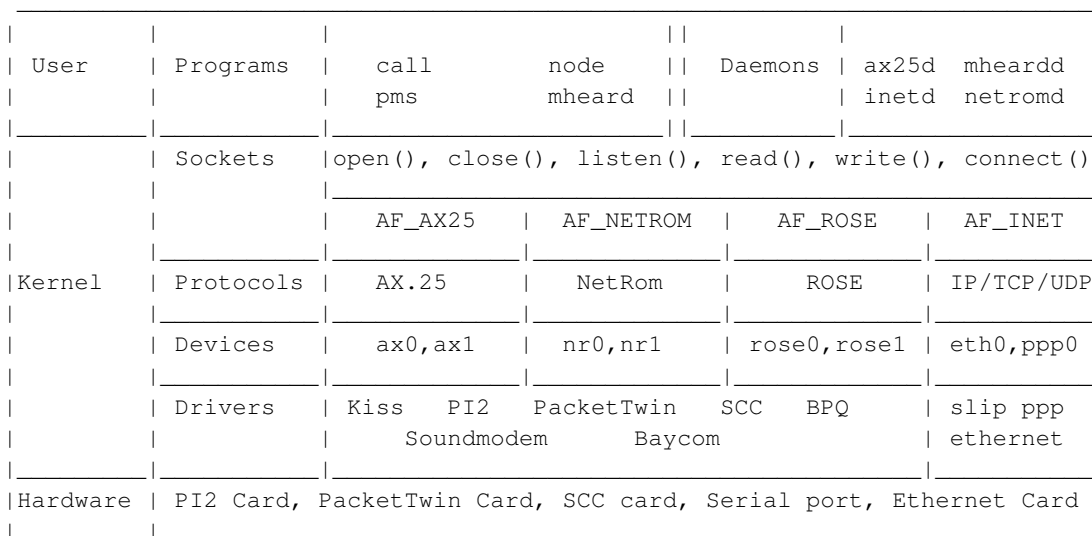 User Programs call node Daemons ax25d mheardd
pms mheard inetd netromd
Sockets open(), close(), listen(), read(), write(), connect()
AF_AX25 AF_NETROM AF_ROSE AF_INET
Kernel Protocols AX.25 NetRom ROSE IP/TCP/UDP
Devices ax0,ax1 nr0,nr1 rose0,rose1 eth0,ppp0
Drivers Kiss PI2 PacketTwin SCC BPQ slip ppp
Soundmodem Baycom ethernet
Hardware PI2 Card, PacketTwin Card, SCC card, Serial port, Ethernet Card